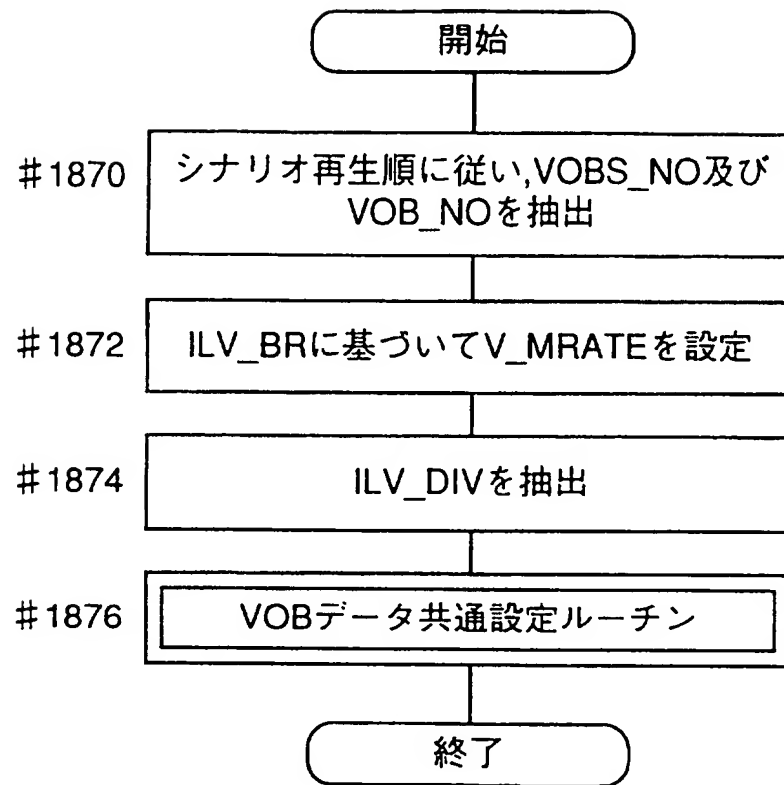 開始
#1870 シナリオ再生順に従い,VOBS_NO及び
VOB_NOを抽出
#1872 ILV_BRに基づいてV_MRATEを設定
#1874 ILV_DIVを抽出
#1876 VOBデータ共通設定ルーチン
終了